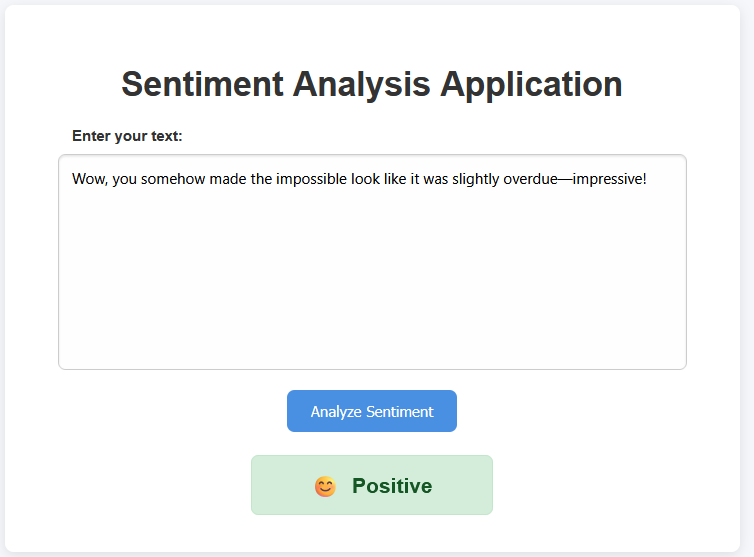 Sentiment Analysis Application
Enter your text:
Wow, you somehow made the impossible look like it was slightly overdue—impressive!
Analyze Sentiment
Positive